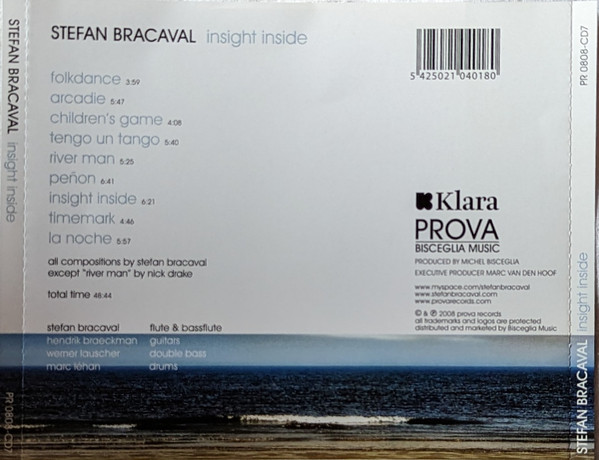 STEFAN BRACAVAL insight inside
STEFAN BRACAVAL insight inside
folkdance 3:59
arcadie 5:47
children's game 4:08
tengo un tango 5:40
river man 5:25
peñon 6:41
insight inside 6:21
timemark 4:46
la noche 5:57
all compositions by stefan bracaval
except "river man" by nick drake
total time 48:44
stefan bracaval flute & bassflute
hendrik braeckman guitars
werner lauscher double bass
marc léhan drums
5 425021 040180
Klara
PROVA
BISCEGLIA MUSIC
PRODUCED BY MICHEL BISCEGLIA
EXECUTIVE PRODUCER MARC VAN DEN HOOF
www.myspace.com/stefanbracaval
www.stefanbracaval.com
www.provarecords.com
© & ℗ 2008 prova records
all trademarks and logos are protected
distributed and marketed by Bisceglia Music
PR 0808-CD7
PR 0808-CD7
STEFAN BRACAVAL insight inside